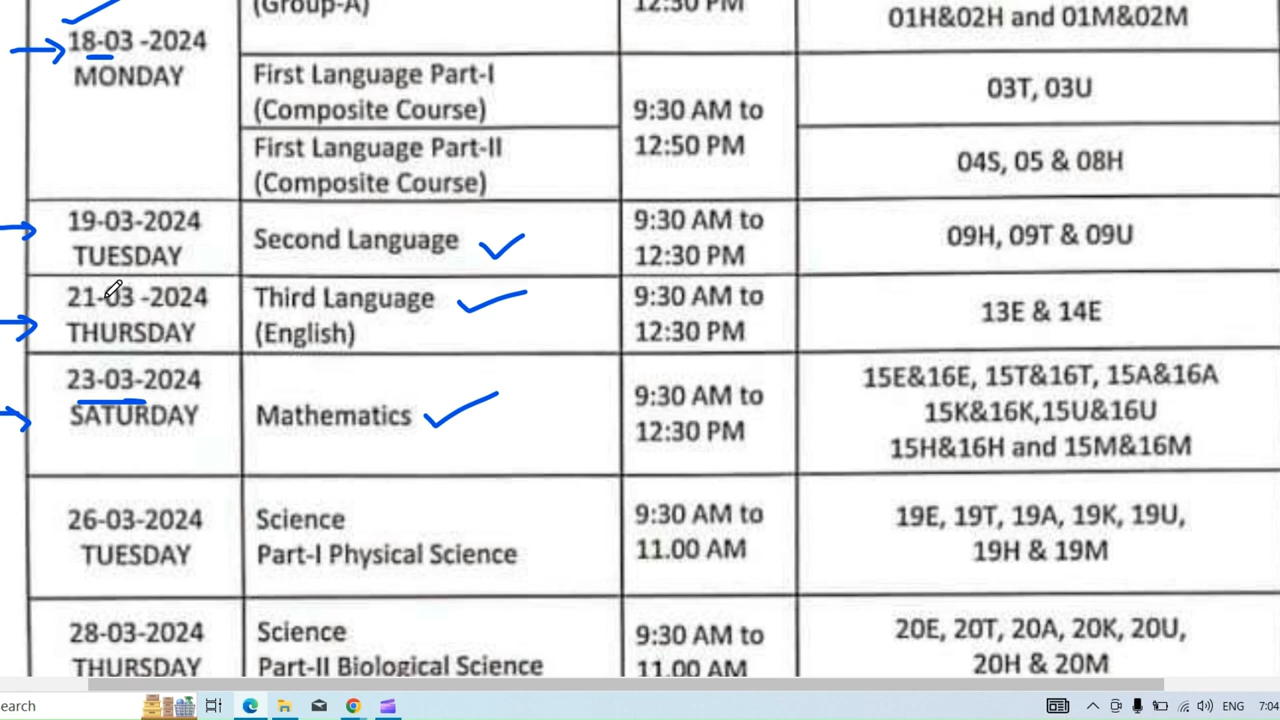 (Group-A)
12:30 PM
01H&02H and 01M&02M
18-03 -2024
MONDAY
First Language Part-I
(Composite Course)
9:30 AM to
12:50 PM
03T, 03U
First Language Part-II
(Composite Course)
04S, 05 & 08H
19-03-2024
TUESDAY
Second Language
9:30 AM to
12:30 PM
09H, 09T & 09U
21-03 -2024
THURSDAY
Third Language
(English)
9:30 AM to
12:30 PM
13E & 14E
23-03-2024
SATURDAY
Mathematics
9:30 AM to
12:30 PM
15E&16E, 15T&16T, 15A&16A
15K&16K,15U&16U
15H&16H and 15M&16M
26-03-2024
TUESDAY
Science
Part-I Physical Science
9:30 AM to
11.00 AM
19E, 19T, 19A, 19K, 19U,
19H & 19M
28-03-2024
THURSDAY
Science
Part-II Biological Science
9:30 AM to
11.00 AM
20E, 20T, 20A, 20K, 20U,
20H & 20M
earch
ENG
7:04